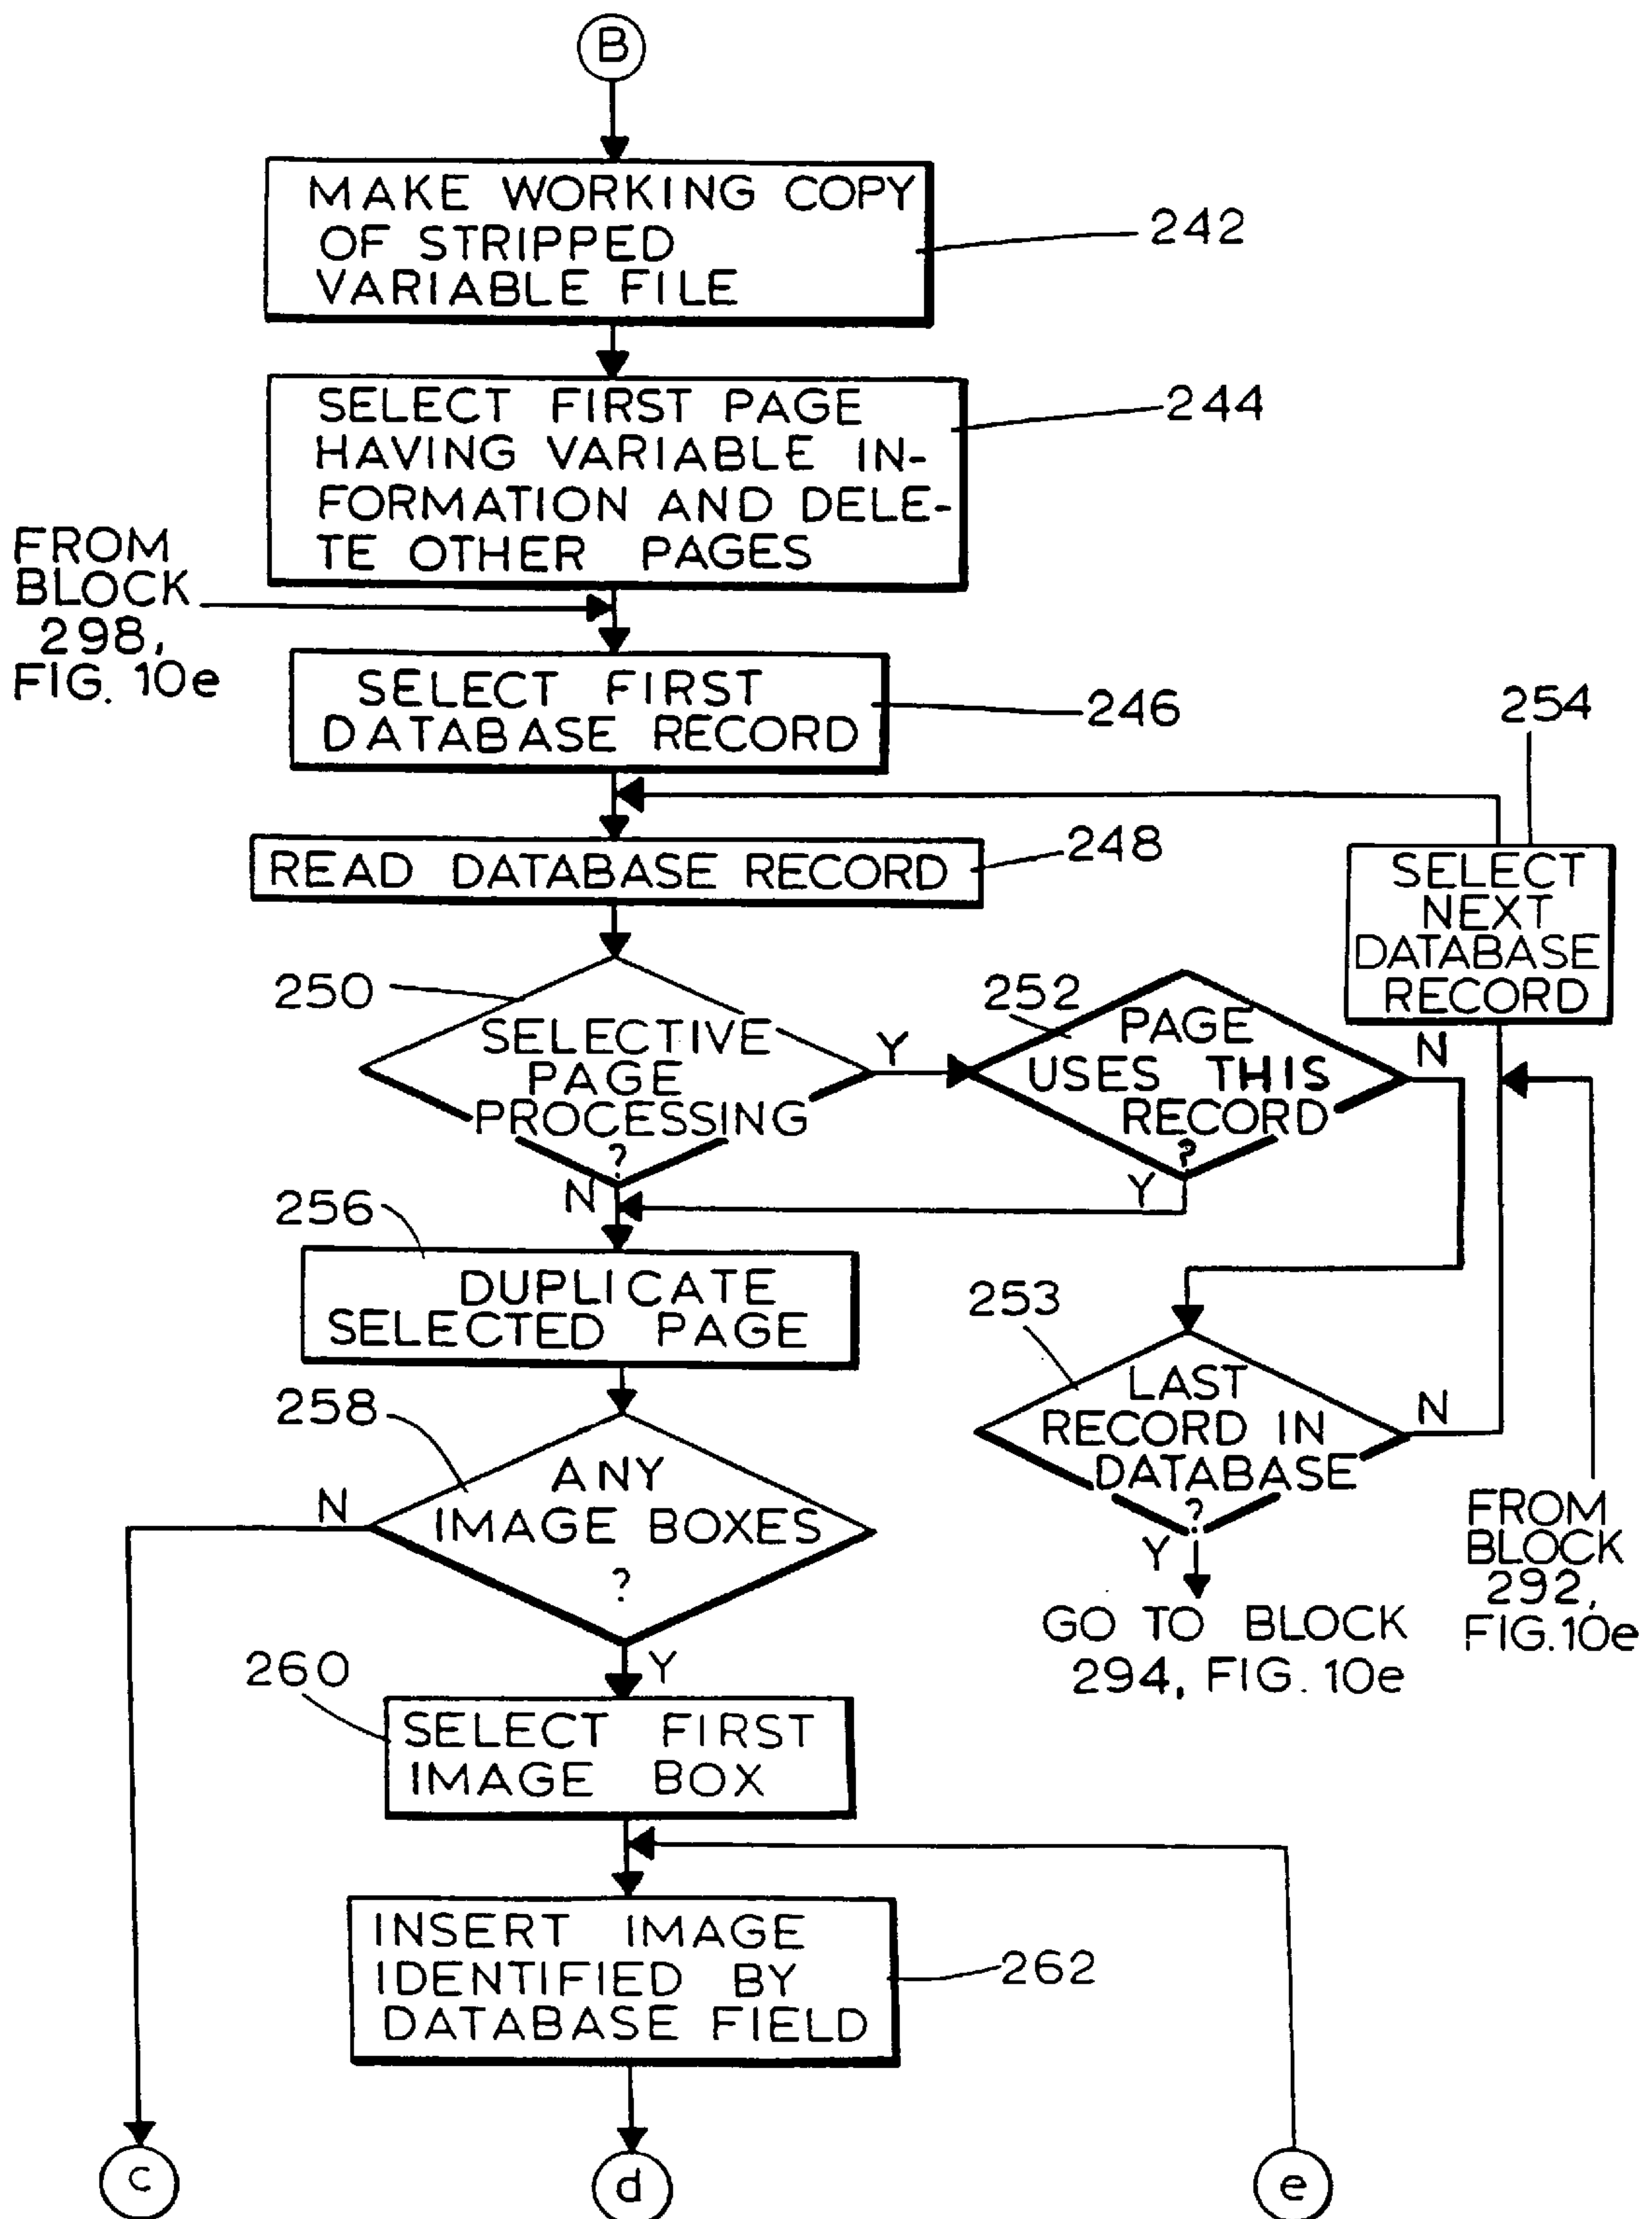 B
MAKE WORKING COPY
OF STRIPPED
VARIABLE FILE
242
SELECT FIRST PAGE
HAVING VARIABLE IN-
FORMATION AND DELE-
TE OTHER PAGES
244
FROM
BLOCK
298,
FIG. 10e
SELECT FIRST
DATABASE RECORD
246
254
READ DATABASE RECORD
248
SELECT
NEXT
DATABASE
RECORD
250
SELECTIVE
PAGE
PROCESSING
?
Y
N
252
PAGE
USES THIS
RECORD
?
N
Y
256
DUPLICATE
SELECTED PAGE
253
LAST
RECORD IN
DATABASE
?
N
Y
GO TO BLOCK
294, FIG. 10e
FROM
BLOCK
292,
FIG.10e
258
ANY
IMAGE BOXES
?
N
Y
260
SELECT FIRST
IMAGE BOX
INSERT IMAGE
IDENTIFIED BY
DATABASE FIELD
262
c
d
e